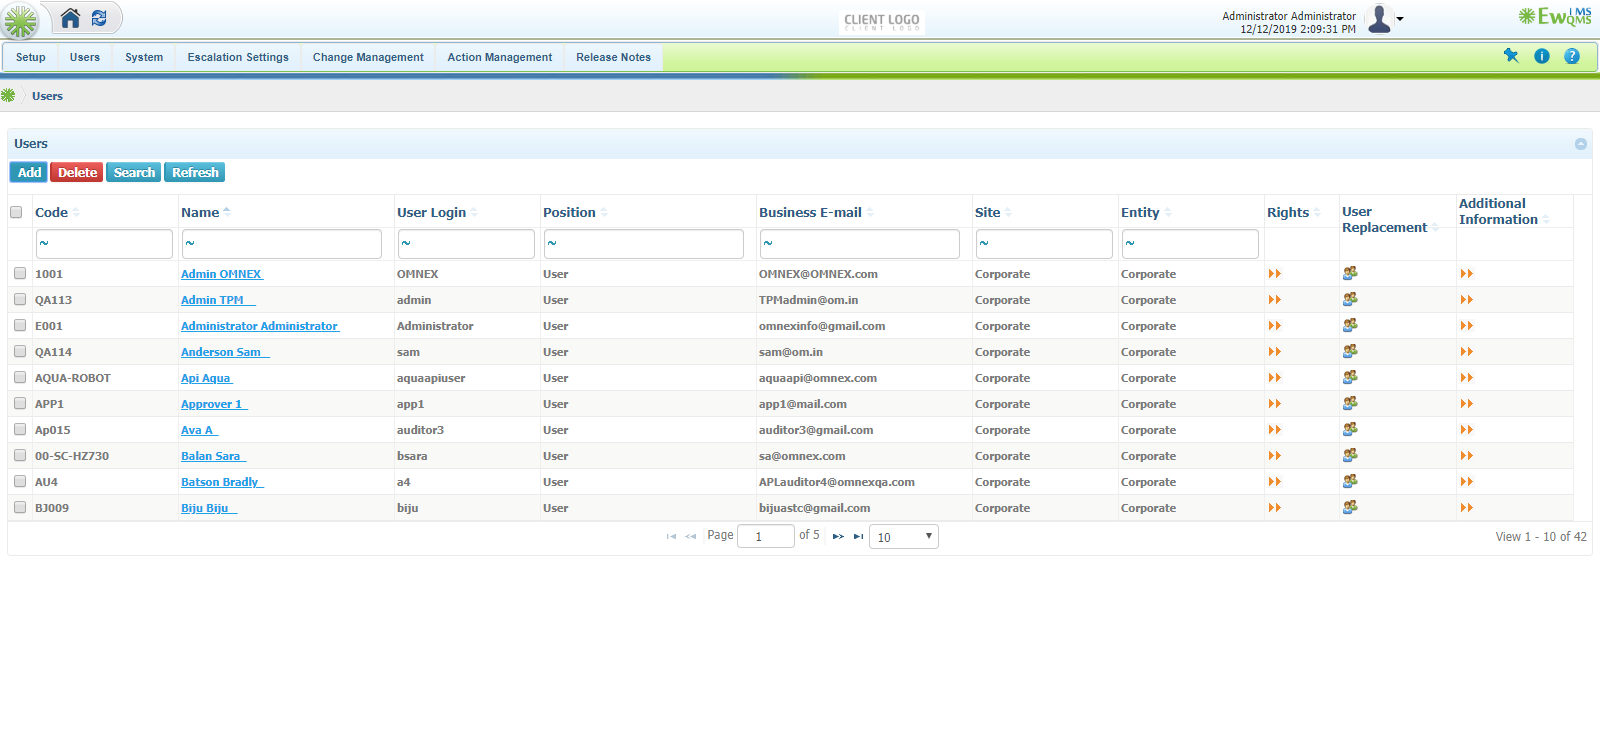 CLIENT LOGO
CLIENT LOGO
Administrator Administrator
12/12/2019 2:09:31 PM
EwIMS
QMS
Setup Users System Escalation Settings Change Management Action Management Release Notes
Users
Users
Add Delete Search Refresh
Code Name User Login Position Business E-mail Site Entity Rights User Replacement Additional Information
~ ~ ~ ~ ~ ~ ~
1001 Admin OMNEX OMNEX User OMNEX@OMNEX.com Corporate Corporate
QA113 Admin TPM admin User TPMadmin@om.in Corporate Corporate
E001 Administrator Administrator Administrator User omnexinfo@gmail.com Corporate Corporate
QA114 Anderson Sam sam User sam@om.in Corporate Corporate
AQUA-ROBOT Api Aqua aquaapiuser User aquaapi@omnex.com Corporate Corporate
APP1 Approver 1 app1 User app1@mail.com Corporate Corporate
Ap015 Ava A auditor3 User auditor3@gmail.com Corporate Corporate
00-SC-HZ730 Balan Sara bsara User sa@omnex.com Corporate Corporate
AU4 Batson Bradly a4 User APLauditor4@omnexqa.com Corporate Corporate
BJ009 Biju Biju biju User bijuastc@gmail.com Corporate Corporate
Page 1 of 5 10 View 1 - 10 of 42